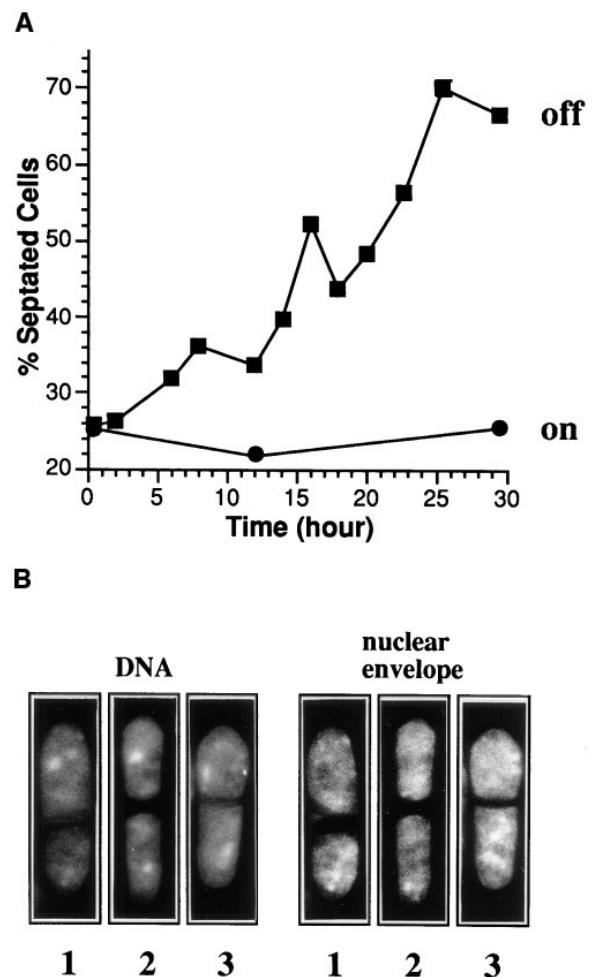 A
% Septated Cells
70
60
50
40
30
20
0 5 10 15 20 25 30
Time (hour)
off
on
B
DNA
nuclear
envelope
1 2 3 1 2 3